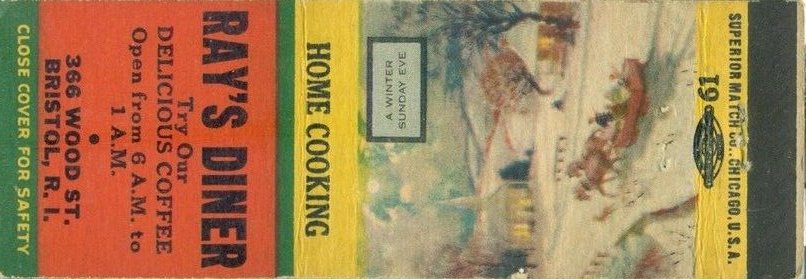 SUPERIOR MATCH CO., CHICAGO, U.S.A.
19
A WINTER
SUNDAY EVE
HOME COOKING
RAY'S DINER
Try Our
DELICIOUS COFFEE
Open from 6 A.M. to
1 A.M.
366 WOOD ST.
BRISTOL, R. I.
CLOSE COVER FOR SAFETY